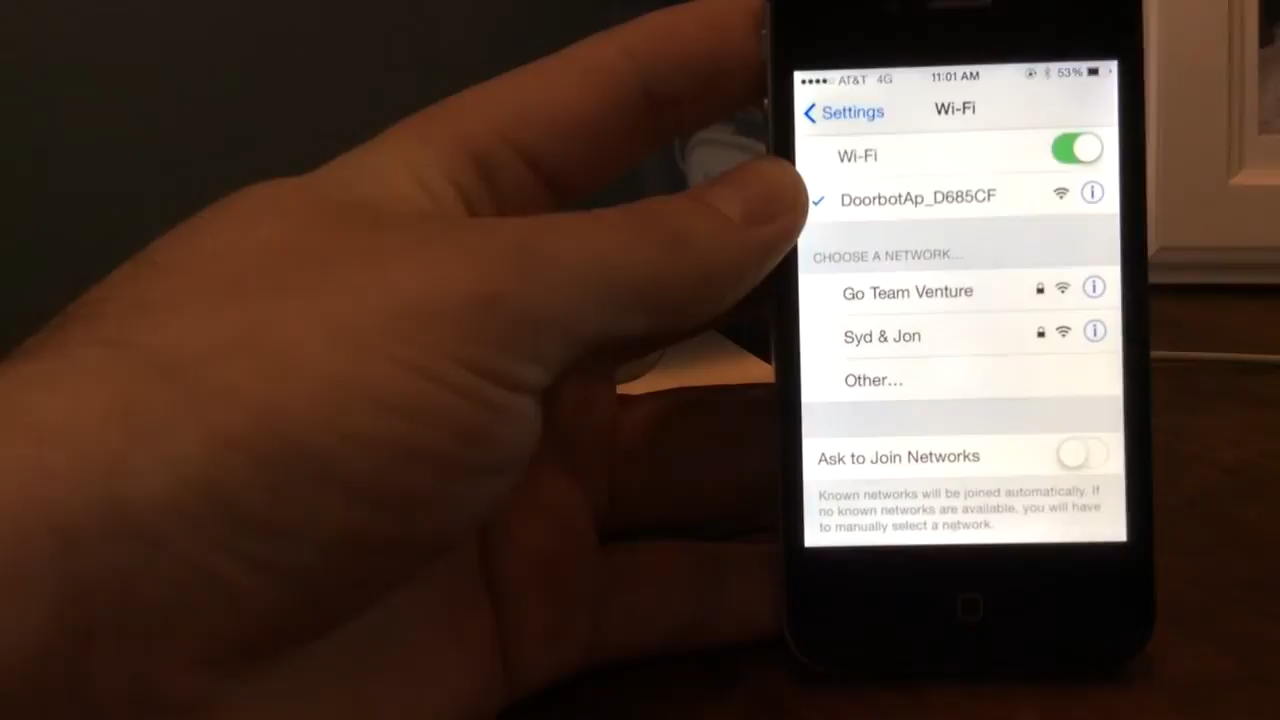 AT&T 4G 11:01 AM 53%
Settings Wi-Fi
Wi-Fi
DoorbotAp_D685CF
CHOOSE A NETWORK...
Go Team Venture
Syd & Jon
Other...
Ask to Join Networks
Known networks will be joined automatically. If
no known networks are available, you will have
to manually select a network.